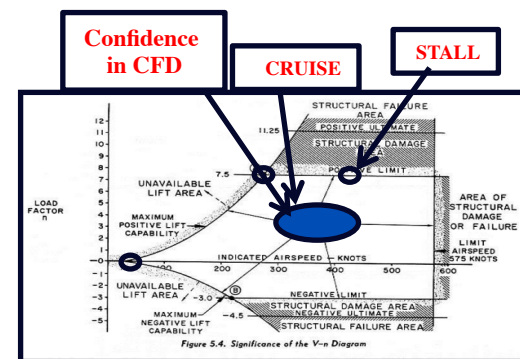 Confidence
in CFD
CRUISE
STALL
STRUCTURAL FAILURE
AREA
POSITIVE ULTIMATE
11.25
STRUCTURAL DAMAGE
AREA
POSITIVE LIMIT
7.5
UNAVAILABLE
LIFT AREA
LOAD
FACTOR
n
MAXIMUM
POSITIVE LIFT
CAPABILITY
AREA OF
STRUCTURAL
DAMAGE
OR FAILURE
LIMIT
AIRSPEED
575 KNOTS
INDICATED AIRSPEED – KNOTS
12
11
10
9
8
7
6
5
4
3
2
1
–0
–1
–2
–3
–4
–5
100
200
300
400
500
600
UNAVAILABLE
LIFT AREA
B
–3.0
NEGATIVE LIMIT
STRUCTURAL DAMAGE AREA
–4.5
NEGATIVE ULTIMATE
STRUCTURAL FAILURE AREA
MAXIMUM
NEGATIVE LIFT
CAPABILITY
Figure 5.4. Significance of the V–n Diagram